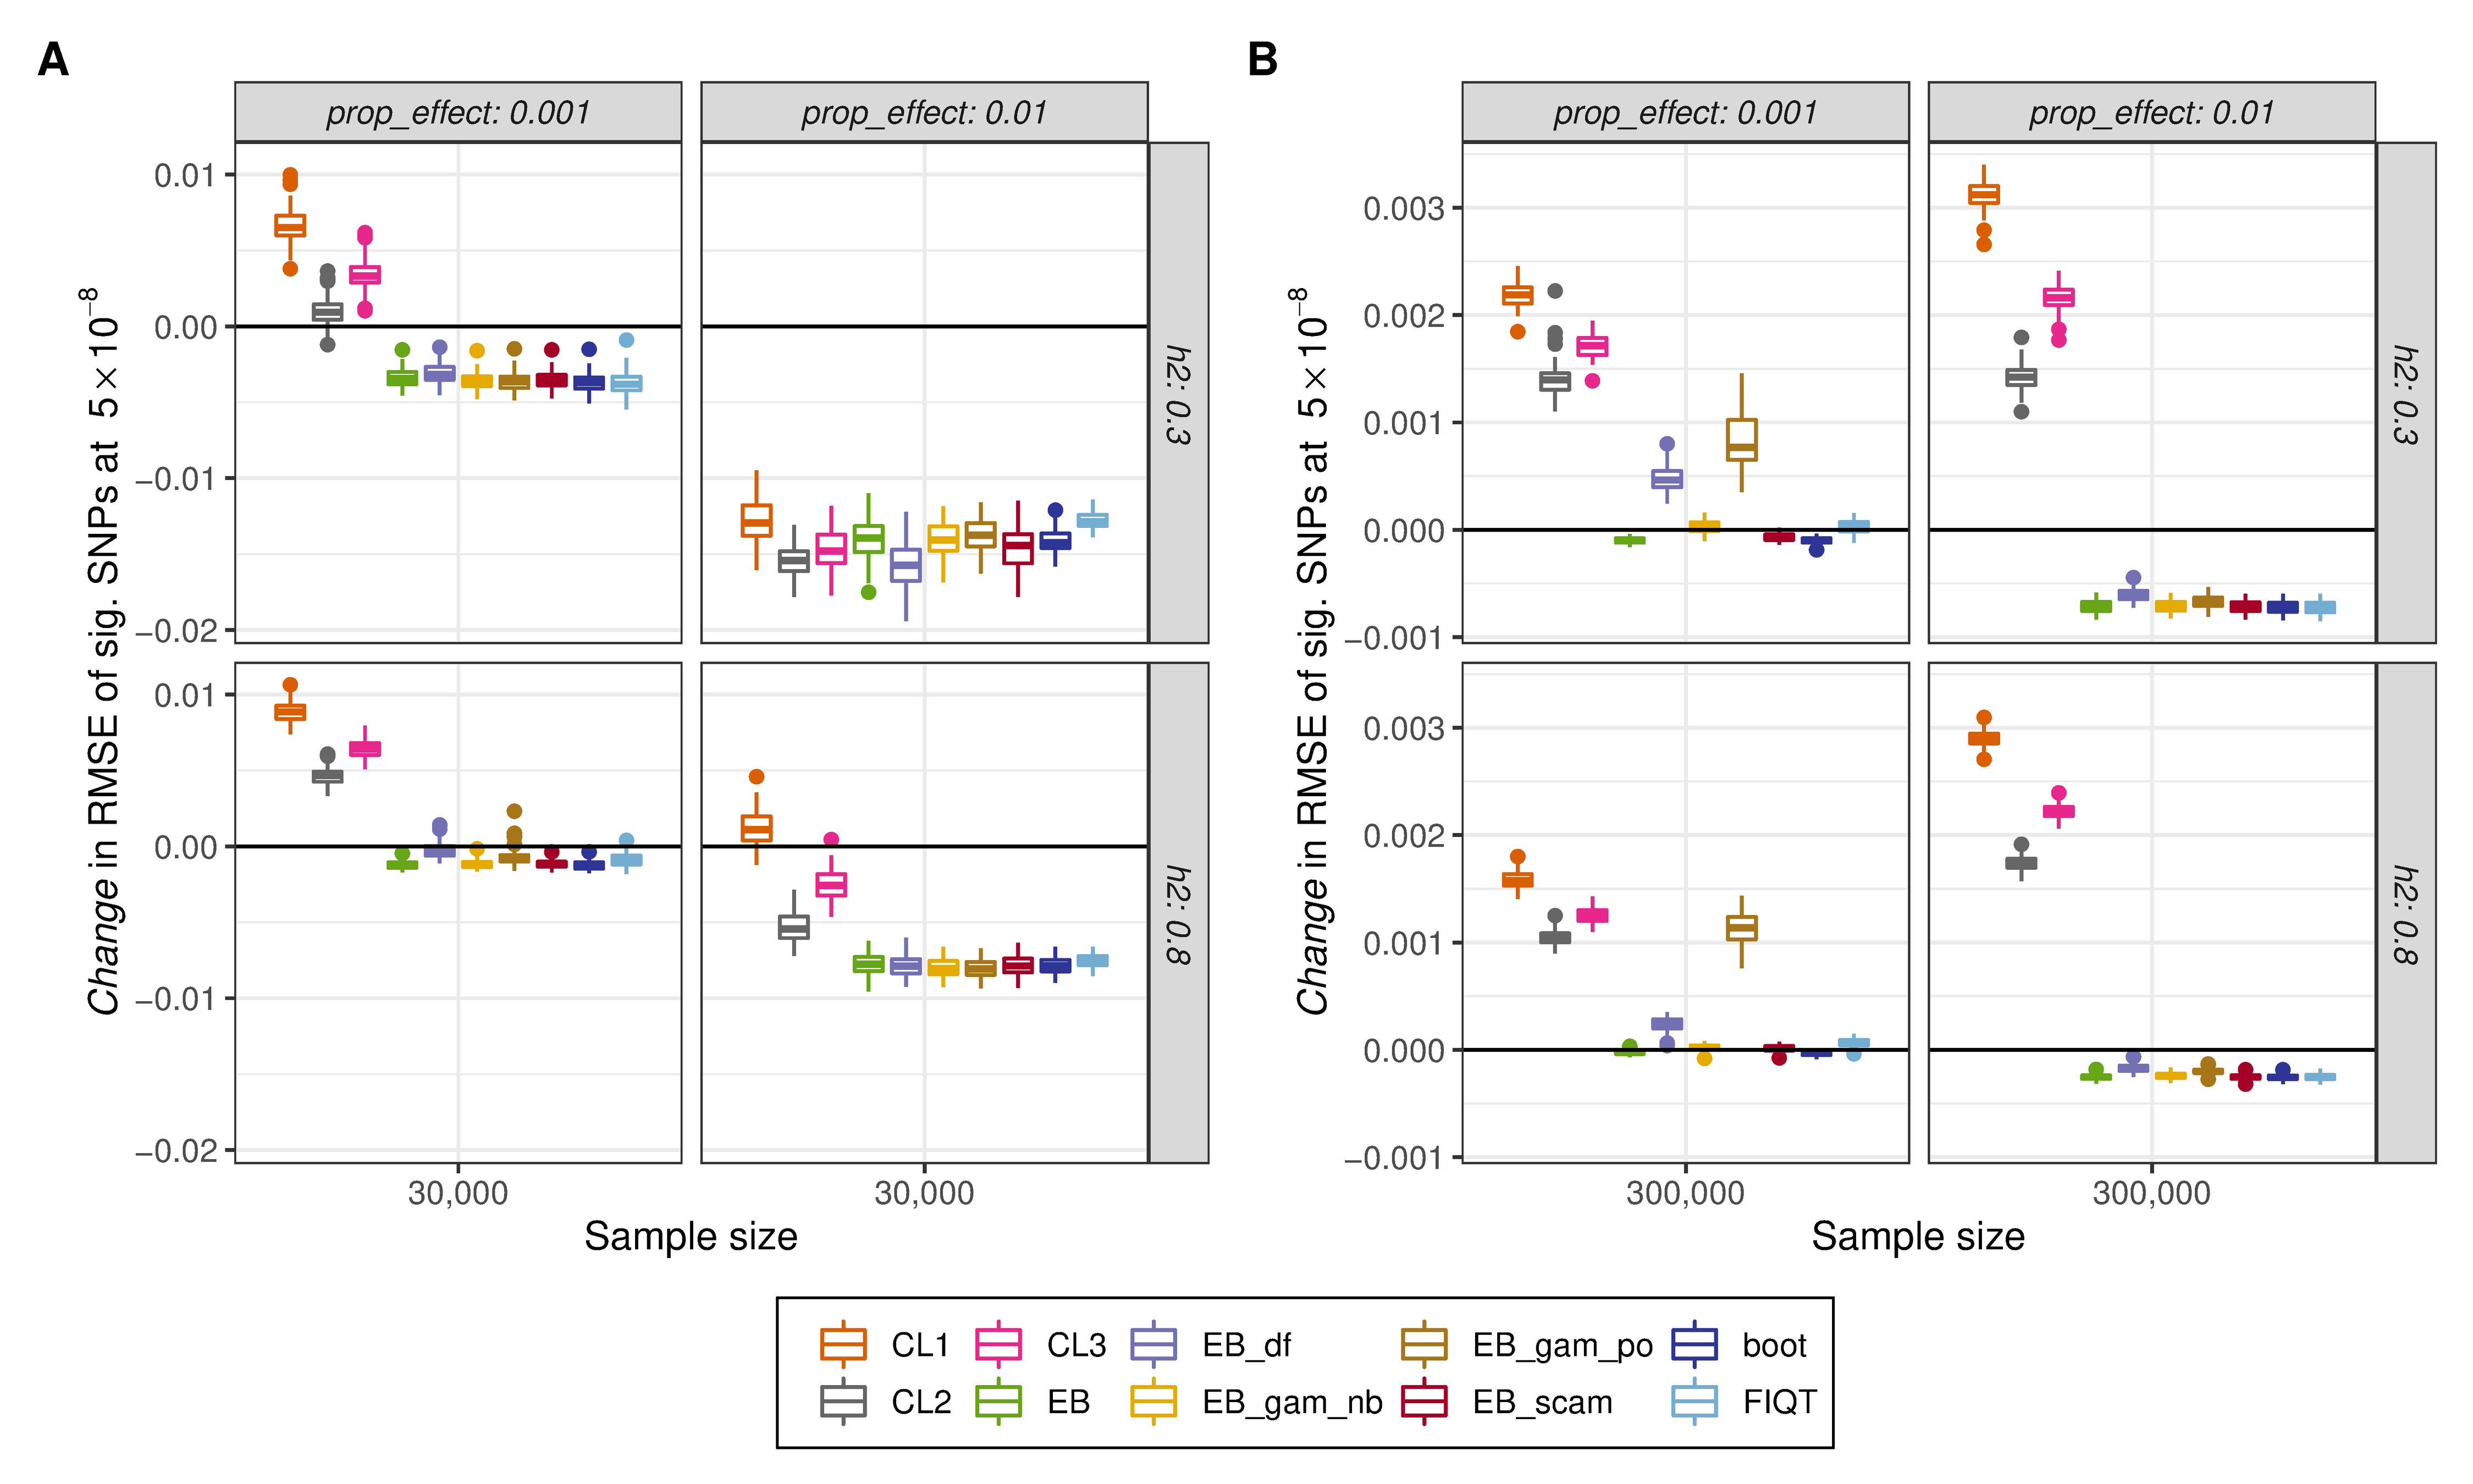 A
prop_effect: 0.001
prop_effect: 0.01
Change in RMSE of sig. SNPs at 5×10⁻⁸
0.01
0.00
−0.01
−0.02
h2: 0.3
0.01
0.00
−0.01
−0.02
h2: 0.8
30,000
30,000
Sample size
B
prop_effect: 0.001
prop_effect: 0.01
Change in RMSE of sig. SNPs at 5×10⁻⁸
0.003
0.002
0.001
0.000
−0.001
h2: 0.3
0.003
0.002
0.001
0.000
−0.001
h2: 0.8
300,000
300,000
Sample size
CL1 CL3 EB_df EB_gam_po boot
CL2 EB EB_gam_nb EB_scam FIQT